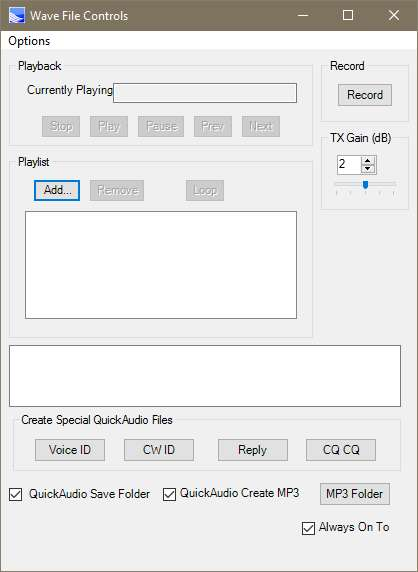 Wave File Controls
Options
Playback
Currently Playing
Stop Play Pause Prev Next
Record
Record
TX Gain (dB)
2
Playlist
Add... Remove Loop
Create Special QuickAudio Files
Voice ID CW ID Reply CQ CQ
QuickAudio Save Folder QuickAudio Create MP3 MP3 Folder
Always On To